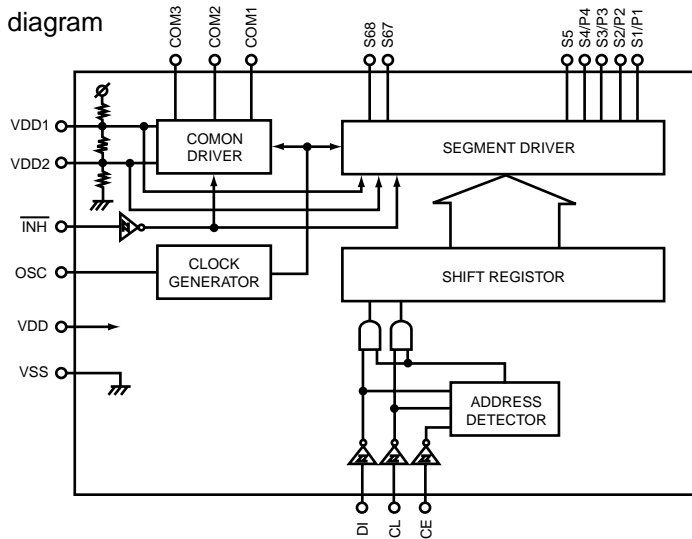 diagram
COM3
COM2
COM1
S68
S67
S5
S4/P4
S3/P3
S2/P2
S1/P1
VDD1
COMON
DRIVER
SEGMENT DRIVER
VDD2
INH
OSC
CLOCK
GENERATOR
SHIFT REGISTOR
VDD
VSS
ADDRESS
DETECTOR
DI
CL
CE